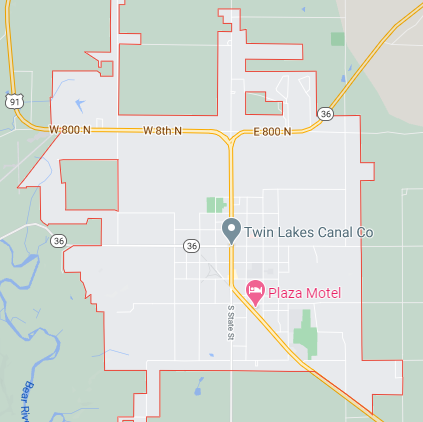 91
36
W 800 N
W 8th N
E 800 N
Twin Lakes Canal Co
36
36
Plaza Motel
S State St
Bear Riv